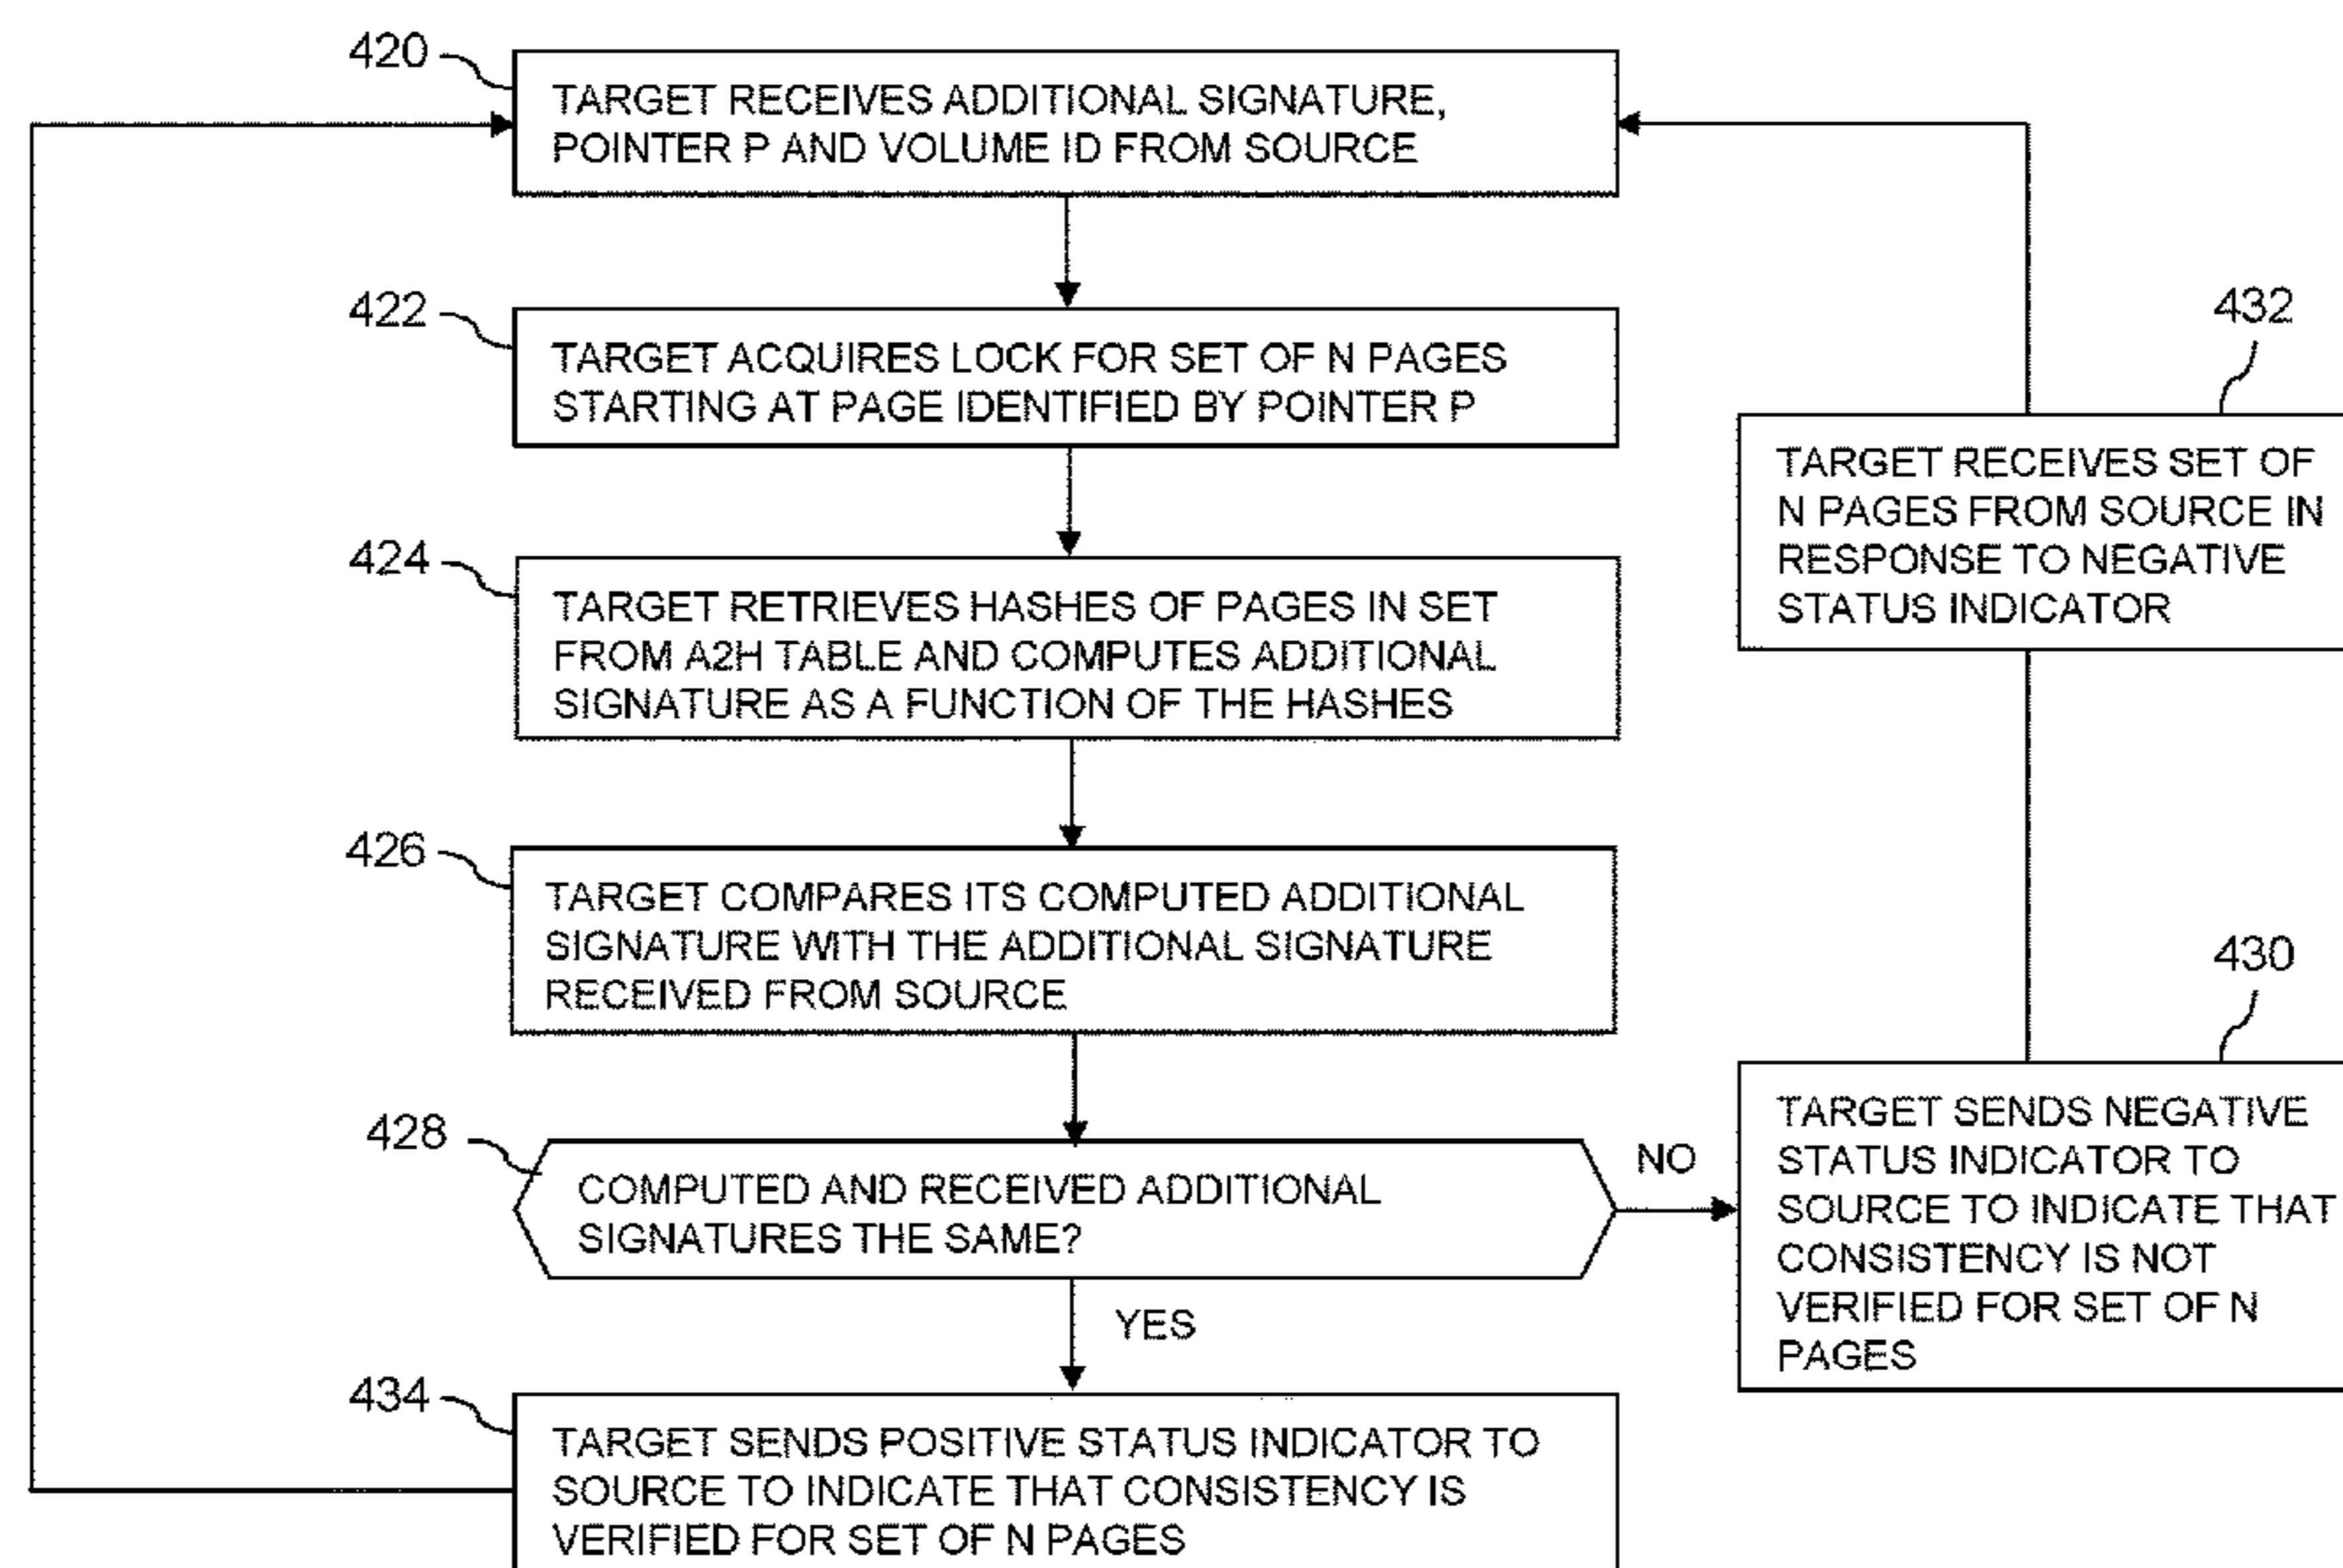 420
TARGET RECEIVES ADDITIONAL SIGNATURE,
POINTER P AND VOLUME ID FROM SOURCE
422
TARGET ACQUIRES LOCK FOR SET OF N PAGES
STARTING AT PAGE IDENTIFIED BY POINTER P
424
TARGET RETRIEVES HASHES OF PAGES IN SET
FROM A2H TABLE AND COMPUTES ADDITIONAL
SIGNATURE AS A FUNCTION OF THE HASHES
426
TARGET COMPARES ITS COMPUTED ADDITIONAL
SIGNATURE WITH THE ADDITIONAL SIGNATURE
RECEIVED FROM SOURCE
428
COMPUTED AND RECEIVED ADDITIONAL
SIGNATURES THE SAME?
NO
YES
430
TARGET SENDS NEGATIVE
STATUS INDICATOR TO
SOURCE TO INDICATE THAT
CONSISTENCY IS NOT
VERIFIED FOR SET OF N
PAGES
432
TARGET RECEIVES SET OF
N PAGES FROM SOURCE IN
RESPONSE TO NEGATIVE
STATUS INDICATOR
434
TARGET SENDS POSITIVE STATUS INDICATOR TO
SOURCE TO INDICATE THAT CONSISTENCY IS
VERIFIED FOR SET OF N PAGES